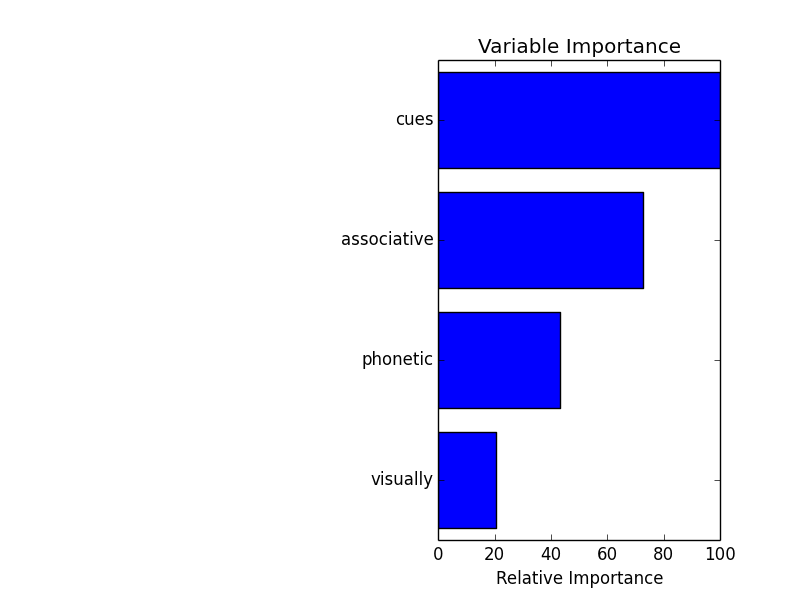 Variable Importance
cues
associative
phonetic
visually
0 20 40 60 80 100
Relative Importance